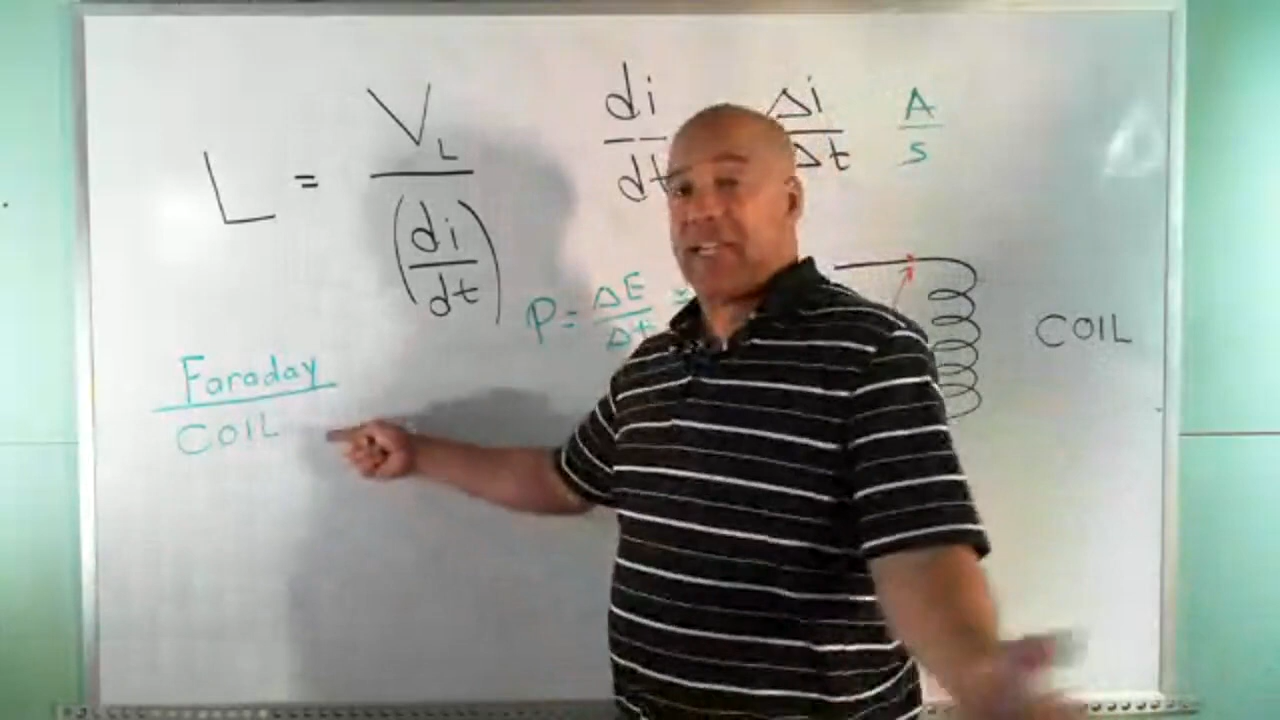 L = V_L / (di/dt)
di/dt Δi/Δt A/s
P = ΔE/Δt
COIL
Faraday
COIL